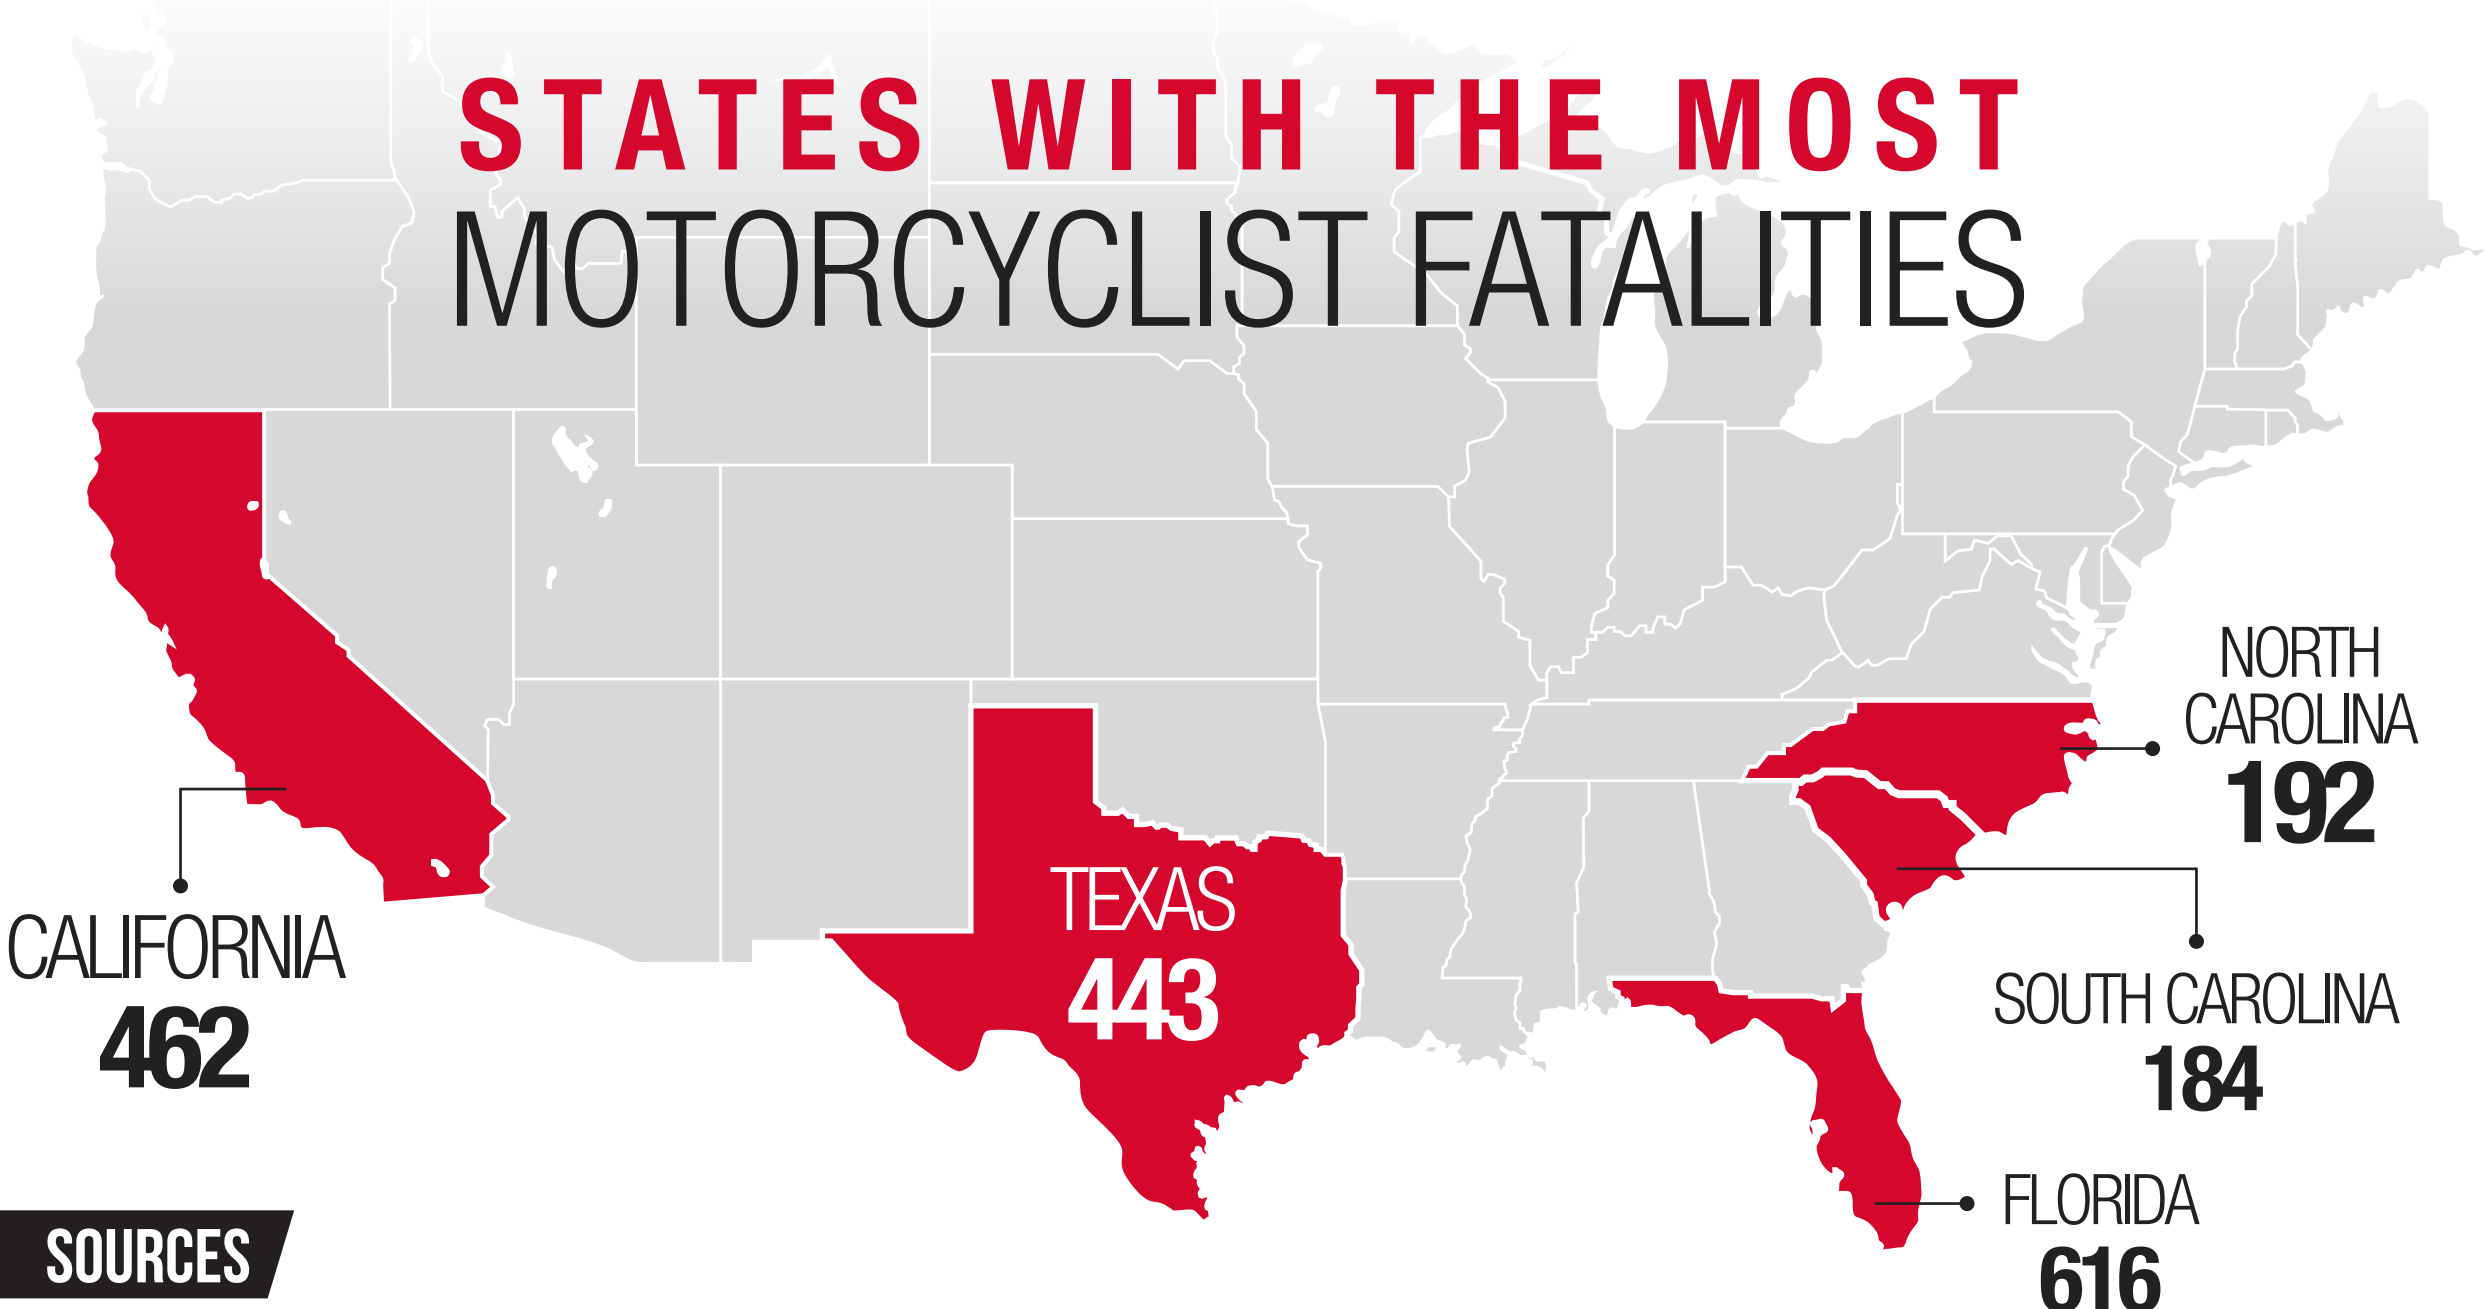 STATES WITH THE MOST
MOTORCYCLIST FATALITIES
NORTH
CAROLINA
192
TEXAS
443
CALIFORNIA
462
SOUTH CAROLINA
184
FLORIDA
616
SOURCES